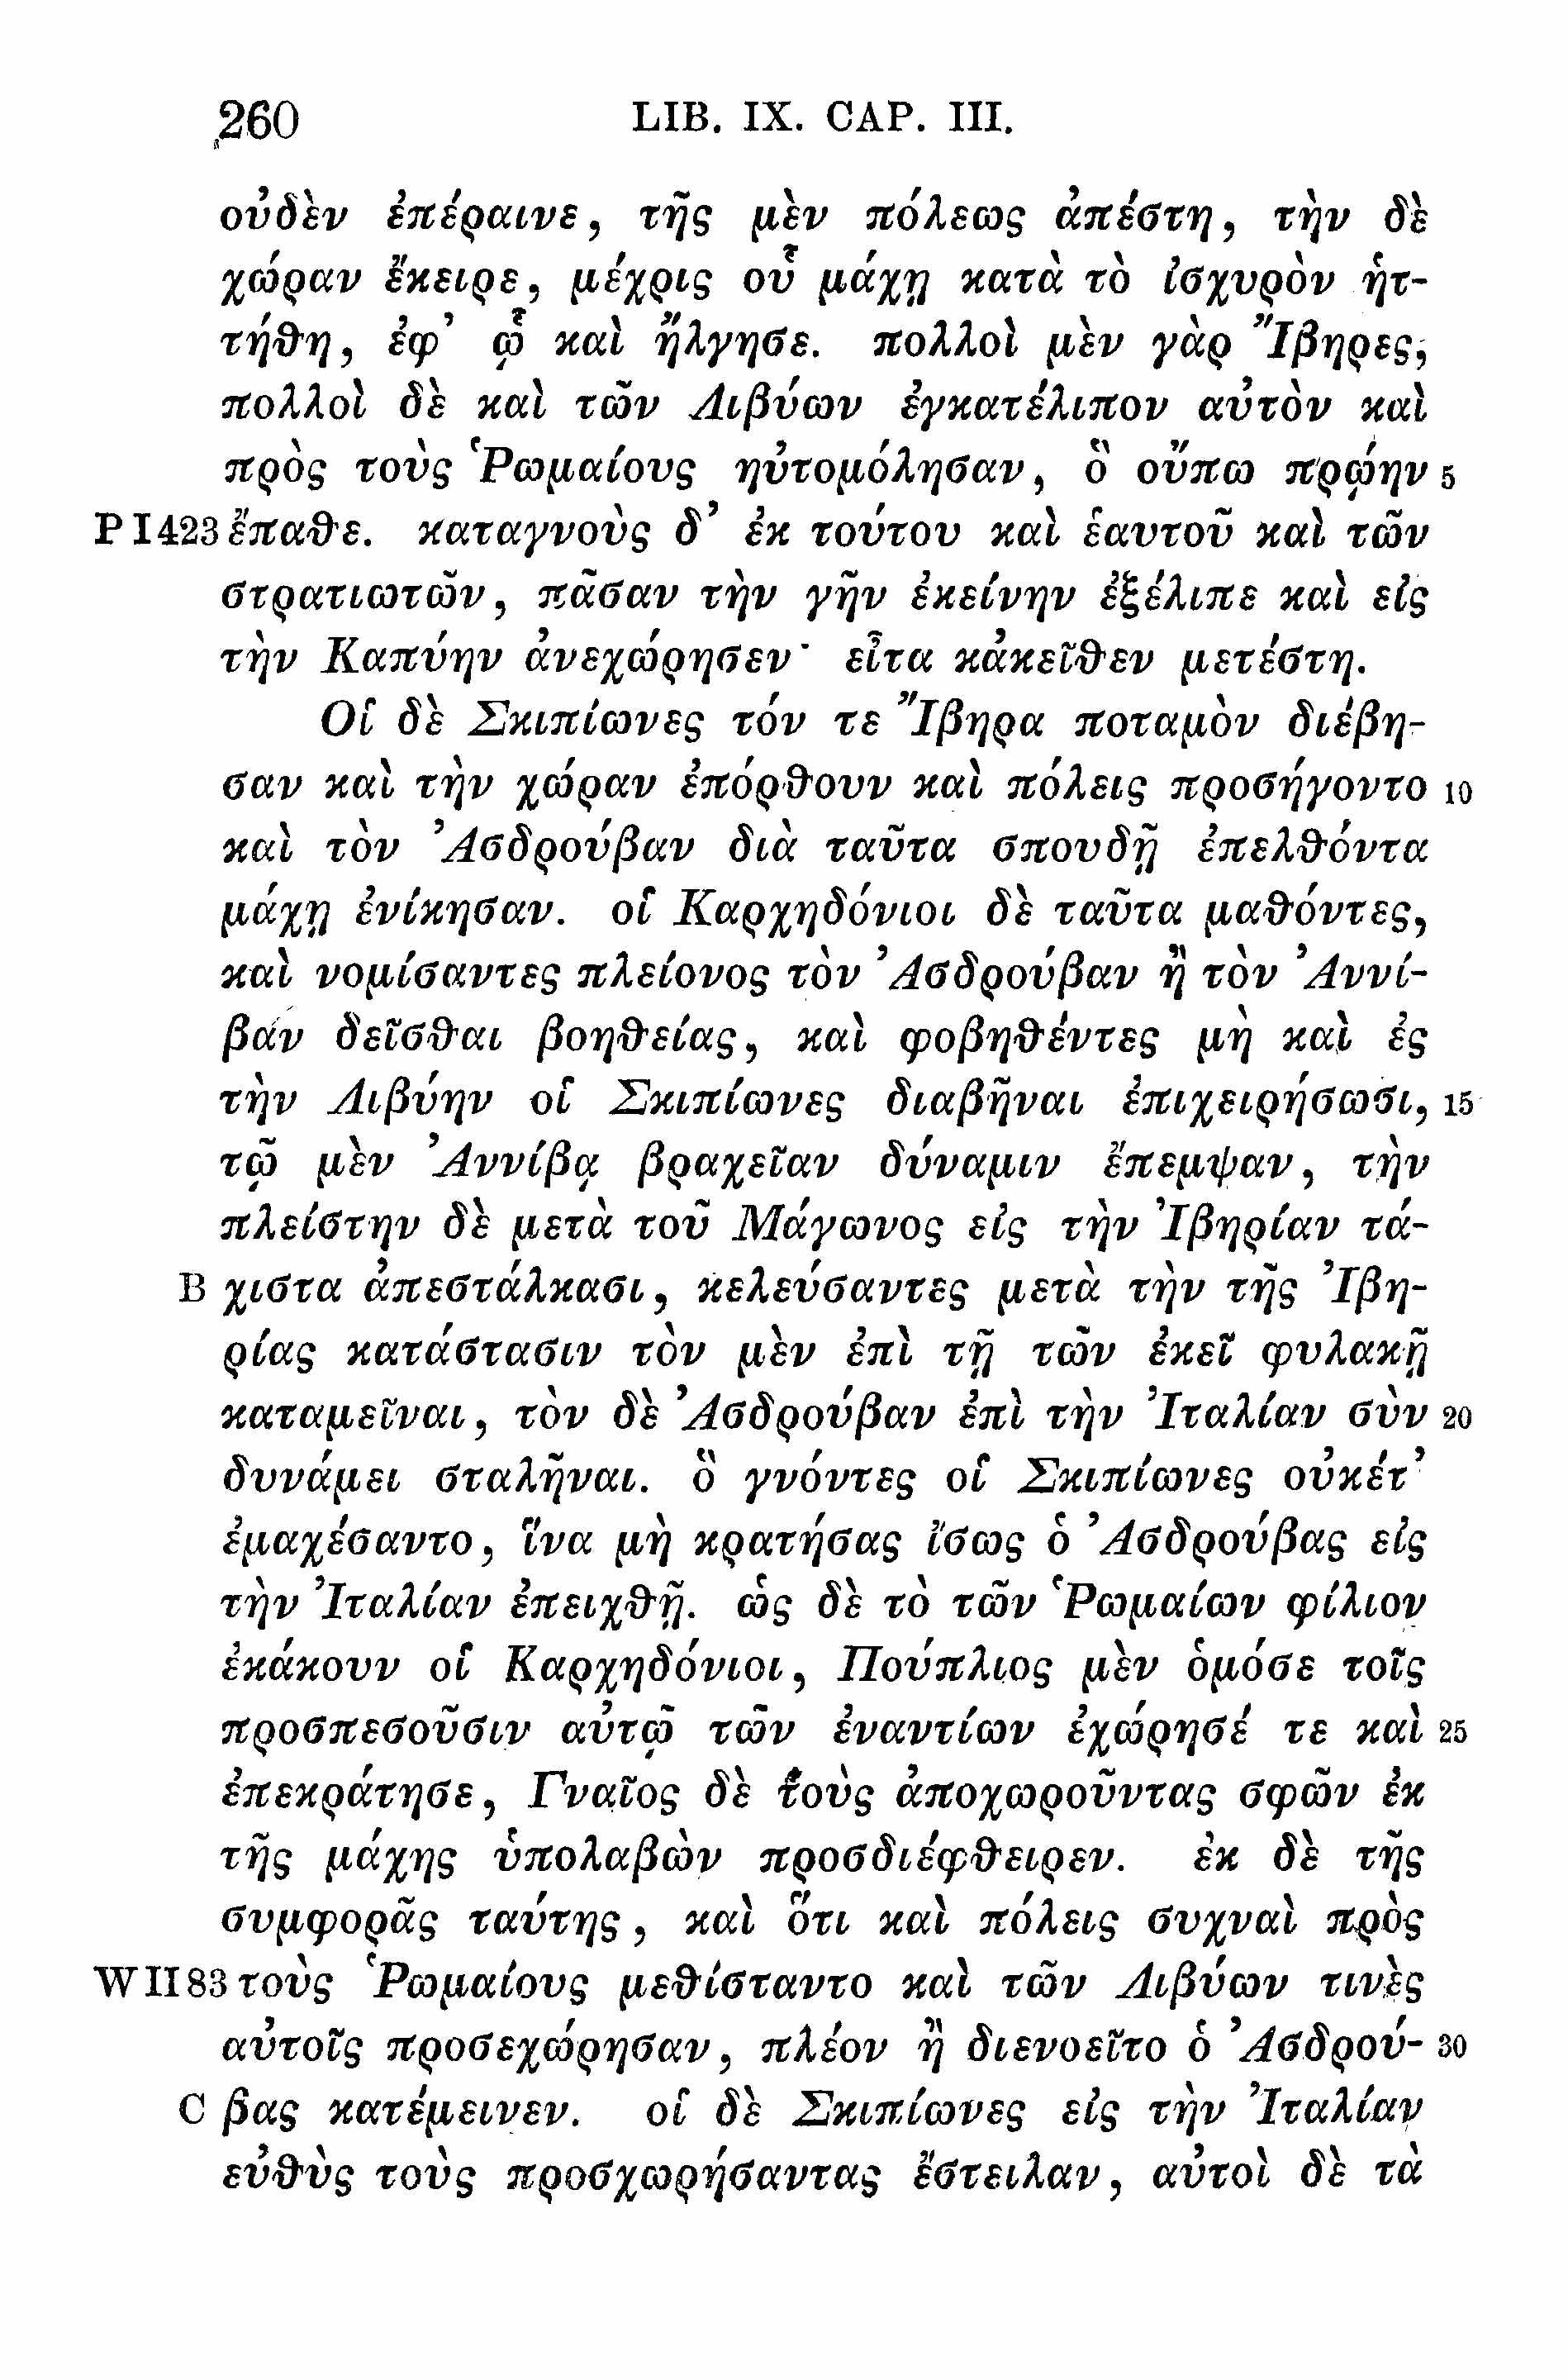 260 LIB. IX. CAP. III.
οὐδὲν ἐπέραινε, τῆς μὲν πόλεως ἀπέστη, τὴν δὲ
χώραν ἔκειρε, μέχρις οὗ μάχῃ κατὰ τὸ ἰσχυρὸν ἡτ-
τήθη, ἐφ' ᾧ καὶ ἤλγησε. πολλοὶ μὲν γὰρ Ἴβηρες,
πολλοὶ δὲ καὶ τῶν Λιβύων ἐγκατέλιπον αὐτὸν καὶ
πρὸς τοὺς Ῥωμαίους ηὐτομόλησαν, ὃ οὔπω πρῴην 5
P I 423 ἔπαθε. καταγνοὺς δ' ἐκ τούτου καὶ ἑαυτοῦ καὶ τῶν
στρατιωτῶν, πᾶσαν τὴν γῆν ἐκείνην ἐξέλιπε καὶ εἰς
τὴν Καπύην ἀνεχώρησεν· εἶτα κἀκεῖθεν μετέστη.
Οἱ δὲ Σκιπίωνες τόν τε Ἴβηρα ποταμὸν διέβη-
σαν καὶ τὴν χώραν ἐπόρθουν καὶ πόλεις προσήγοντο 10
καὶ τὸν Ἀσδρούβαν διὰ ταῦτα σπουδῇ ἐπελθόντα
μάχῃ ἐνίκησαν. οἱ Καρχηδόνιοι δὲ ταῦτα μαθόντες,
καὶ νομίσαντες πλείονος τὸν Ἀσδρούβαν ἢ τὸν Ἀννί-
βαν δεῖσθαι βοηθείας, καὶ φοβηθέντες μὴ καὶ ἐς
τὴν Λιβύην οἱ Σκιπίωνες διαβῆναι ἐπιχειρήσωσι, 15
τῷ μὲν Ἀννίβᾳ βραχεῖαν δύναμιν ἔπεμψαν, τὴν
πλείστην δὲ μετὰ τοῦ Μάγωνος εἰς τὴν Ἰβηρίαν τά-
B χιστα ἀπεστάλκασι, κελεύσαντες μετὰ τὴν τῆς Ἰβη-
ρίας κατάστασιν τὸν μὲν ἐπὶ τῇ τῶν ἐκεῖ φυλακῇ
καταμεῖναι, τὸν δὲ Ἀσδρούβαν ἐπὶ τὴν Ἰταλίαν σὺν 20
δυνάμει σταλῆναι. ὃ γνόντες οἱ Σκιπίωνες οὐκέτ'
ἐμαχέσαντο, ἵνα μὴ κρατήσας ἴσως ὁ Ἀσδρούβας εἰς
τὴν Ἰταλίαν ἐπειχθῇ. ὡς δὲ τὸ τῶν Ῥωμαίων φίλιον
ἐκάκουν οἱ Καρχηδόνιοι, Πούπλιος μὲν ὁμόσε τοῖς
προσπεσοῦσιν αὐτῷ τῶν ἐναντίων ἐχώρησέ τε καὶ 25
ἐπεκράτησε, Γναῖος δὲ τοὺς ἀποχωροῦντας σφῶν ἐκ
τῆς μάχης ὑπολαβὼν προσδιέφθειρεν. ἐκ δὲ τῆς
συμφορᾶς ταύτης, καὶ ὅτι καὶ πόλεις συχναὶ πρὸς
W II 83 τοὺς Ῥωμαίους μεθίσταντο καὶ τῶν Λιβύων τινὲς
αὐτοῖς προσεχώρησαν, πλέον ἢ διενοεῖτο ὁ Ἀσδρού- 30
C βας κατέμεινεν. οἱ δὲ Σκιπίωνες εἰς τὴν Ἰταλίαν
εὐθὺς τοὺς προσχωρήσαντας ἔστειλαν, αὐτοὶ δὲ τὰ